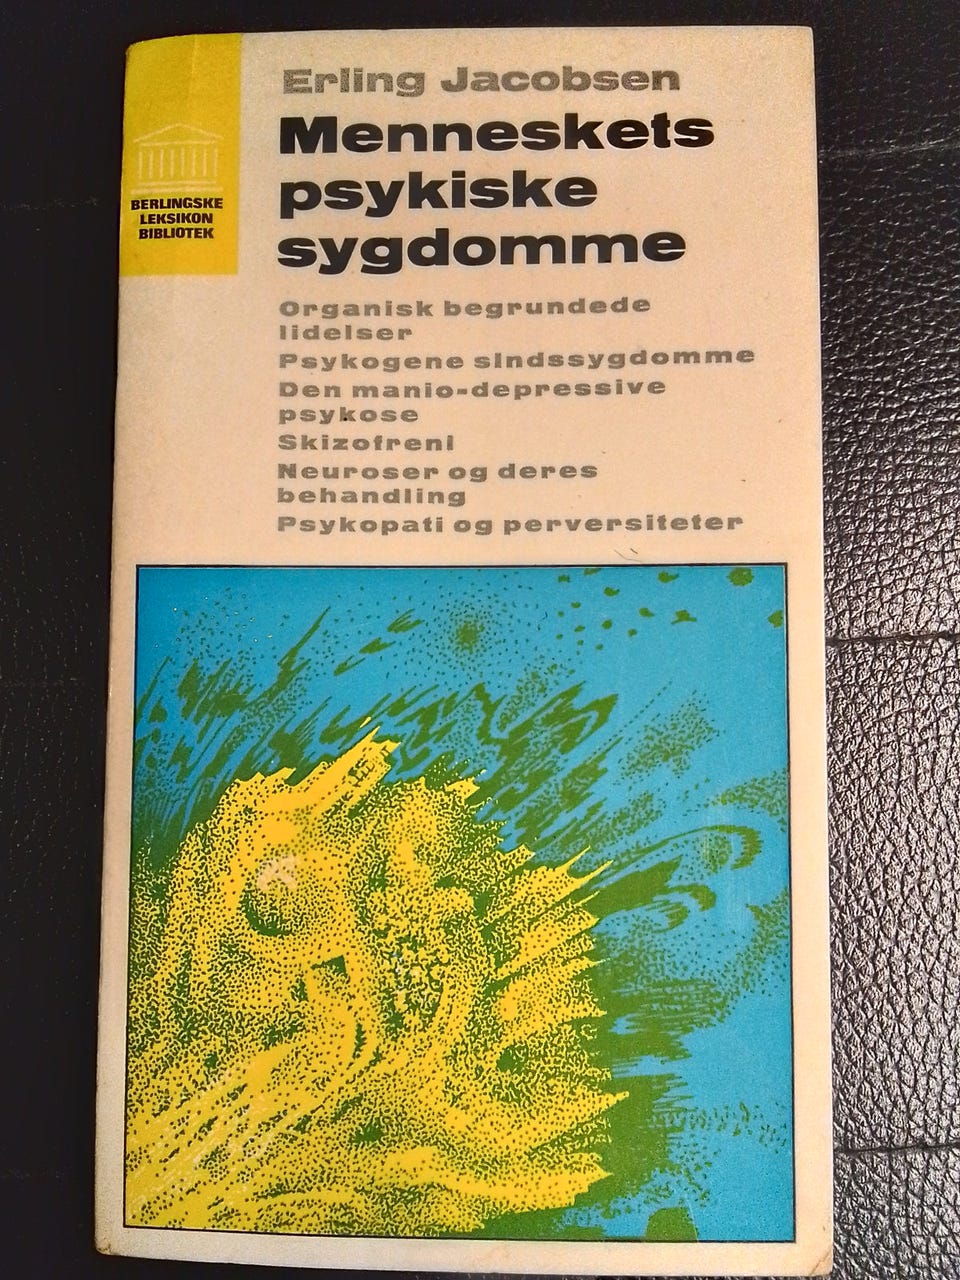 Erling Jacobsen
Menneskets
psykiske
sygdomme
BERLINGSKE
LEKSIKON
BIBLIOTEK
Organisk begrundede
lidelser
Psykogene sindssygdomme
Den manio-depressive
psykose
Skizofreni
Neuroser og deres
behandling
Psykopati og perversiteter